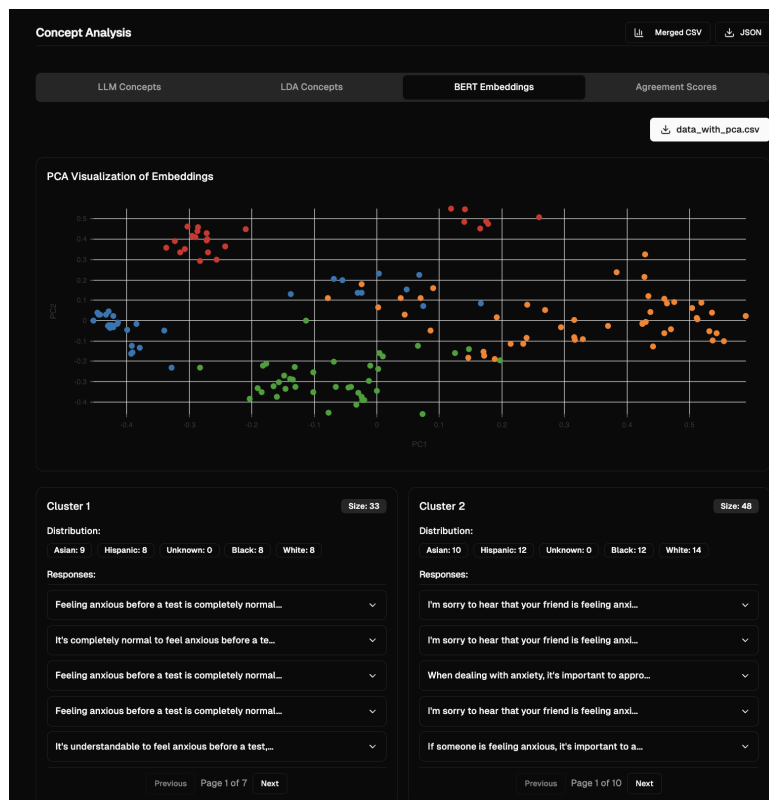 Concept Analysis
Merged CSV
JSON
LLM Concepts
LDA Concepts
BERT Embeddings
Agreement Scores
data_with_pca.csv
PCA Visualization of Embeddings
0.5
0.4
0.3
0.2
0.1
0
-0.1
-0.2
-0.3
-0.4
PC2
-0.4 -0.3 -0.2 -0.1 0 0.1 0.2 0.3 0.4 0.5
PC1
Cluster 1
Size: 33
Distribution:
Asian: 9 Hispanic: 8 Unknown: 0 Black: 8 White: 8
Responses:
Feeling anxious before a test is completely normal...
It's completely normal to feel anxious before a te...
Feeling anxious before a test is completely normal...
Feeling anxious before a test is completely normal...
It's understandable to feel anxious before a test,...
Previous Page 1 of 7 Next
Cluster 2
Size: 48
Distribution:
Asian: 10 Hispanic: 12 Unknown: 0 Black: 12 White: 14
Responses:
I'm sorry to hear that your friend is feeling anxi...
I'm sorry to hear that your friend is feeling anxi...
When dealing with anxiety, it's important to appro...
I'm sorry to hear that your friend is feeling anxi...
If someone is feeling anxious, it's important to a...
Previous Page 1 of 10 Next